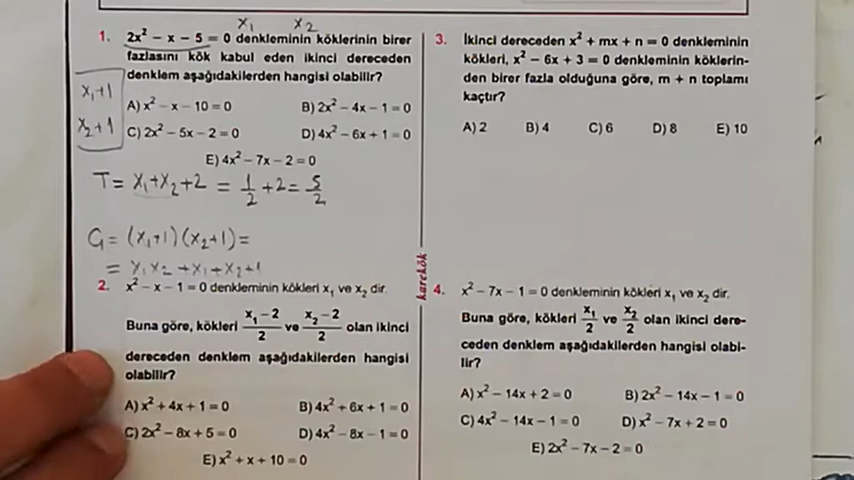 x₁ x₂
1. 2x² − x − 5 = 0 denkleminin köklerinin birer
fazlasını kök kabul eden ikinci dereceden
denklem aşağıdakilerden hangisi olabilir?
x₁+1
x₂+1
A) x² − x − 10 = 0 B) 2x² − 4x − 1 = 0
C) 2x² − 5x − 2 = 0 D) 4x² − 6x + 1 = 0
E) 4x² − 7x − 2 = 0
T = x₁+x₂+2 = 1/2 + 2 = 5/2
Ç = (x₁+1)(x₂+1) =
= x₁x₂ + x₁ + x₂ + 1
2. x² − x − 1 = 0 denkleminin kökleri x₁ ve x₂ dir.
Buna göre, kökleri (x₁ − 2)/2 ve (x₂ − 2)/2 olan ikinci
dereceden denklem aşağıdakilerden hangisi
olabilir?
A) x² + 4x + 1 = 0 B) 4x² + 6x + 1 = 0
C) 2x² − 8x + 5 = 0 D) 4x² − 8x − 1 = 0
E) x² + x + 10 = 0
karekök
3. İkinci dereceden x² + mx + n = 0 denkleminin
kökleri, x² − 6x + 3 = 0 denkleminin köklerin-
den birer fazla olduğuna göre, m + n toplamı
kaçtır?
A) 2 B) 4 C) 6 D) 8 E) 10
4. x² − 7x − 1 = 0 denkleminin kökleri x₁ ve x₂ dir.
Buna göre, kökleri x₁/2 ve x₂/2 olan ikinci dere-
ceden denklem aşağıdakilerden hangisi olabi-
lir?
A) x² − 14x + 2 = 0 B) 2x² − 14x − 1 = 0
C) 4x² − 14x − 1 = 0 D) x² − 7x + 2 = 0
E) 2x² − 7x − 2 = 0